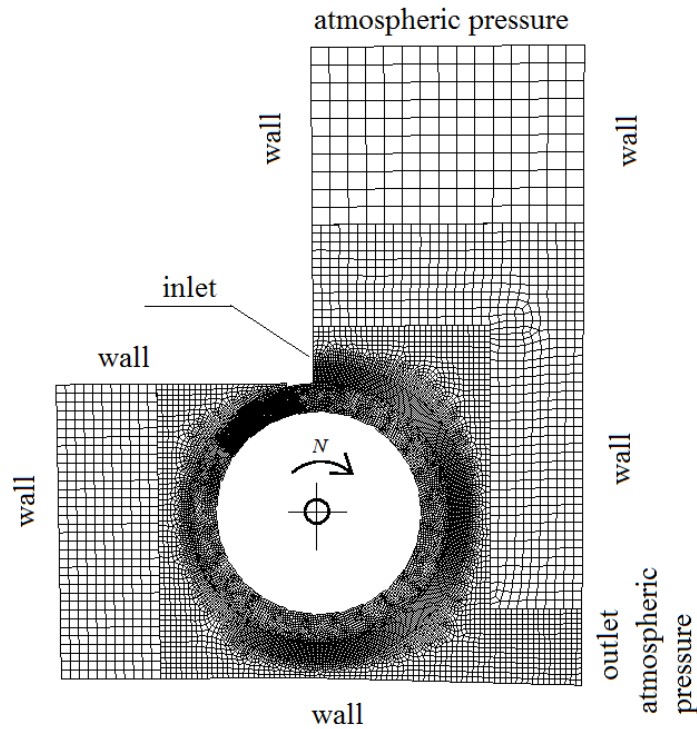 atmospheric pressure
wall
wall
inlet
wall
N
wall
wall
outlet
atmospheric
pressure
wall